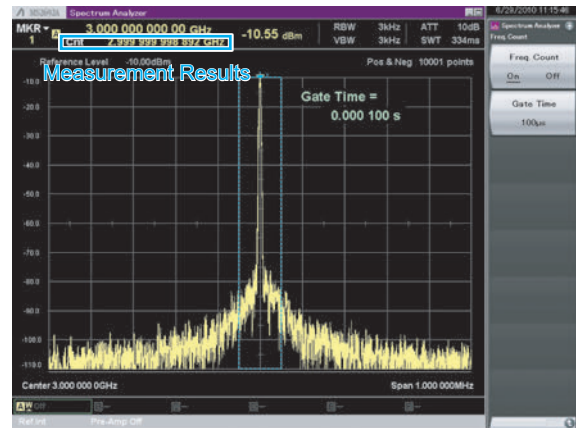 MS2692A Spectrum Analyzer 6/29/2010 11:15:46
MKR 1 3.000 000 000 00 GHz -10.55 dBm RBW 3kHz ATT 10dB
Cnt 2.999 999 998 892 GHz VBW 3kHz SWT 334ms
Spectrum Analyzer
Freq Count
Reference Level -10.00dBm Pos & Neg 10001 points
Measurement Results
Freq. Count
On Off
Gate Time
100µs
Gate Time =
0.000 100 s
-10.0
-20.0
-30.0
-40.0
-50.0
-60.0
-70.0
-80.0
-90.0
-100.0
-110.0
Center 3.000 000 0GHz Span 1.000 000MHz
Ref.Int Pre-Amp Off